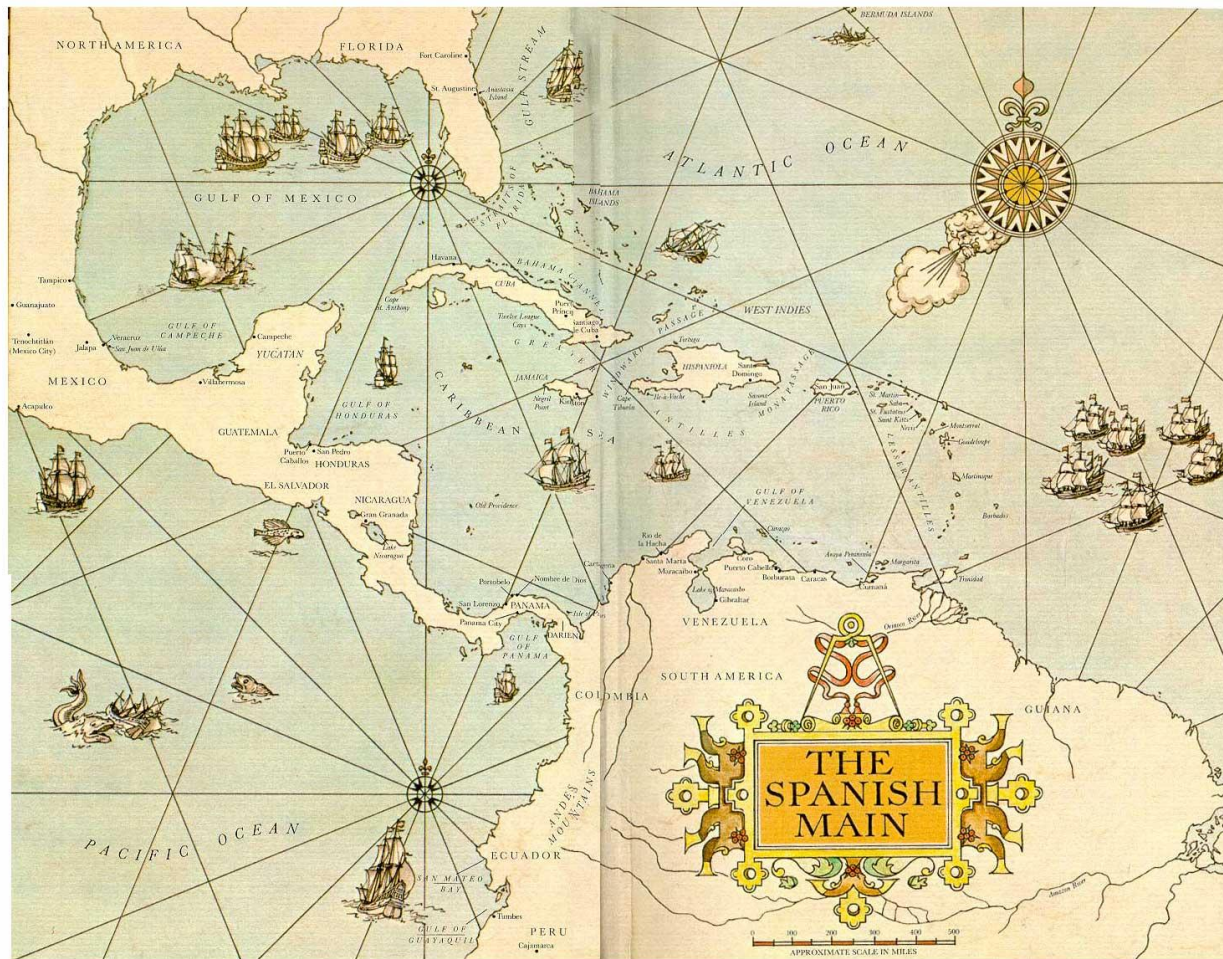 BERMUDA ISLANDS
NORTH AMERICA
FLORIDA
Fort Caroline
St. Augustine
Anastasia
Island
GULF STREAM
ATLANTIC OCEAN
GULF OF MEXICO
STRAITS OF
FLORIDA
BAHAMA
ISLANDS
Havana
BAHAMA CHANNEL
CUBA
Tampico
Cape
St. Anthony
Guanajuato
Puerto
Principe
Santiago
de Cuba
PASSAGE
WEST INDIES
Twelve League
Cays
GULF OF
CAMPECHE
Campeche
Veracruz
San Juan de Ulúa
Tenochtitlán
(Mexico City)
Jalapa
YUCATAN
GREATER
Tortuga
WINDWARD
HISPANIOLA
Santo
Domingo
MONA PASSAGE
MEXICO
Villahermosa
JAMAICA
Negril
Point
Kingston
Cape
Tiburón
Ile-à-Vache
Saona
Island
San Juan
PUERTO
RICO
St. Martin
Saba
St. Eustatius
Saint Kitts
Nevis
Acapulco
CARIBBEAN SEA
GULF OF
HONDURAS
ANTILLES
Montserrat
Guadeloupe
GUATEMALA
Puerto
Caballos
San Pedro
HONDURAS
LESSER ANTILLES
Martinique
EL SALVADOR
NICARAGUA
Gran Granada
Old Providence
GULF OF
VENEZUELA
Barbados
Lake
Nicaragua
Rio de
la Hacha
Curaçao
Santa Marta
Coro
Araya Peninsula
Margarita
Cartagena
Maracaibo
Puerto Cabello
Borburata
Caracas
Cumaná
Trinidad
Portobelo
Nombre de Dios
Lake of Maracaibo
Gibraltar
San Lorenzo
PANAMA
Isle of Pines
Panama City
DARIEN
VENEZUELA
Orinoco River
GULF
OF
PANAMA
SOUTH AMERICA
COLOMBIA
GUIANA
THE
SPANISH
MAIN
ANDES
MOUNTAINS
PACIFIC OCEAN
ECUADOR
SAN MATEO
BAY
Amazon River
Tumbes
GULF OF
GUAYAQUIL
PERU
Cajamarca
0 100 200 300 400 500
APPROXIMATE SCALE IN MILES